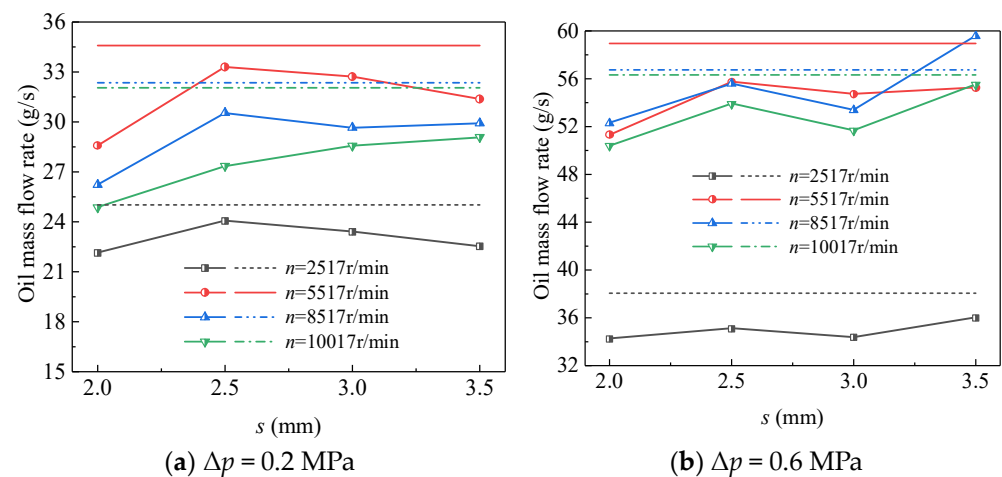 36
33
30
27
24
21
18
15
Oil mass flow rate (g/s)
n=2517r/min
n=5517r/min
n=8517r/min
n=10017r/min
2.0 2.5 3.0 3.5
s (mm)
(a) Δp = 0.2 MPa
60
56
52
48
44
40
36
32
Oil mass flow rate (g/s)
n=2517r/min
n=5517r/min
n=8517r/min
n=10017r/min
2.0 2.5 3.0 3.5
s (mm)
(b) Δp = 0.6 MPa